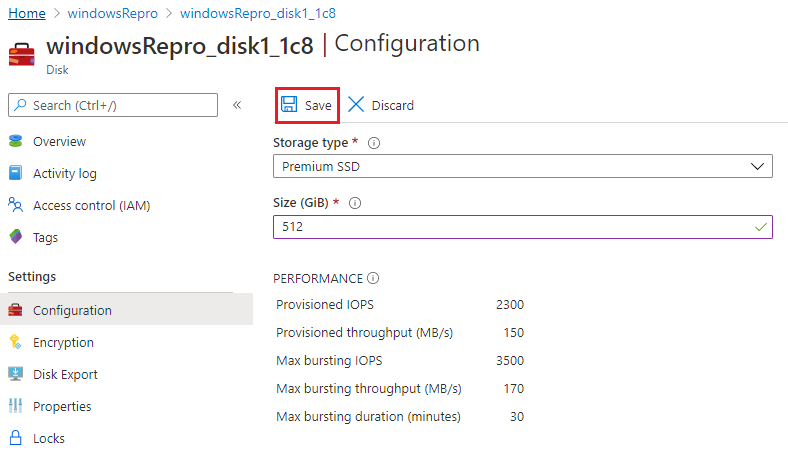 Home > windowsRepro > windowsRepro_disk1_1c8
windowsRepro_disk1_1c8 | Configuration
Disk
Search (Ctrl+/)
«
Save
Discard
Overview
Activity log
Access control (IAM)
Tags
Settings
Configuration
Encryption
Disk Export
Properties
Locks
Storage type *
Premium SSD
Size (GiB) *
512
PERFORMANCE
Provisioned IOPS 2300
Provisioned throughput (MB/s) 150
Max bursting IOPS 3500
Max bursting throughput (MB/s) 170
Max bursting duration (minutes) 30